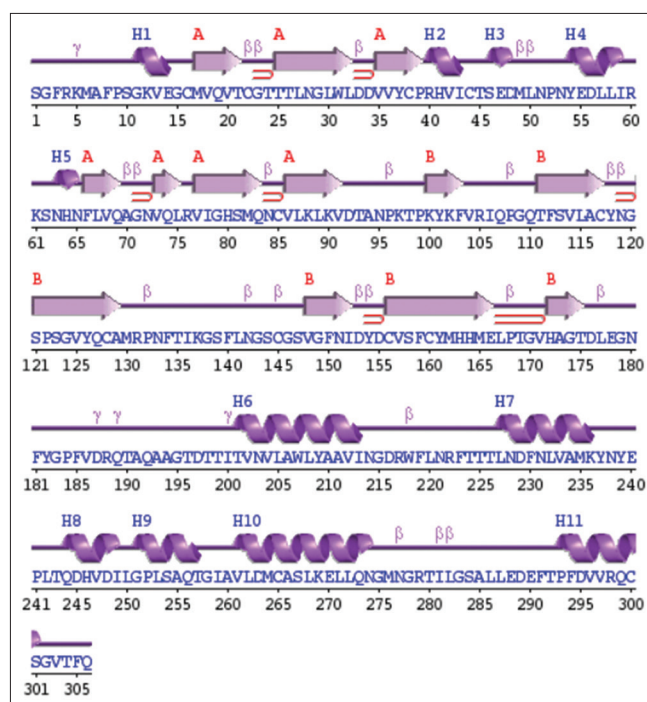 H1 A A A H2 H3 H4
γ ββ β ββ
SGFRKMAFPSGKVEGCMVQVTCGTTTLNGLWLDDVVYCPRHVICTSEDMLNPNYEDLLIR
1 5 10 15 20 25 30 35 40 45 50 55 60
H5 A A A A B B
ββ β β β ββ
KSNHNFLVQAGNVQLRVIGHSMQNCVLKLKVDTANPKTPKYKFVRIQPGQTFSVLACYNG
61 65 70 75 80 85 90 95 100 105 110 115 120
B B B B
β β β ββ β β
SPSGVYQCAMRPNFTIKGSFLNGSCGSVGFNIDYDCVSFCYMHHMELPTGVHAGTDLEGN
121 125 130 135 140 145 150 155 160 165 170 175 180
H6 H7
γ γ γ β
FYGPFVDRQTAQAAGTDTTITVNVLAWLYAAVINGDRWFLNRFTTTLNDFNLVAMKYNYE
181 185 190 195 200 205 210 215 220 225 230 235 240
H8 H9 H10 H11
β ββ
PLTQDHVDILGPLSAQTGIAVLDMCASLKELLQNGMNGRTILGSALLEDEFTPFDVVRQC
241 245 250 255 260 265 270 275 280 285 290 295 300
SGVTFQ
301 305